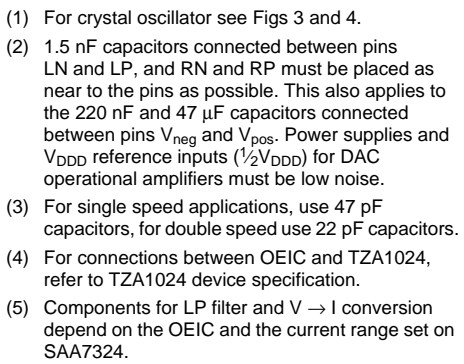 (1) For crystal oscillator see Figs 3 and 4.
(2) 1.5 nF capacitors connected between pins
LN and LP, and RN and RP must be placed as
near to the pins as possible. This also applies to
the 220 nF and 47 μF capacitors connected
between pins Vneg and Vpos. Power supplies and
VDDD reference inputs (½VDDD) for DAC
operational amplifiers must be low noise.
(3) For single speed applications, use 47 pF
capacitors, for double speed use 22 pF capacitors.
(4) For connections between OEIC and TZA1024,
refer to TZA1024 device specification.
(5) Components for LP filter and V → I conversion
depend on the OEIC and the current range set on
SAA7324.